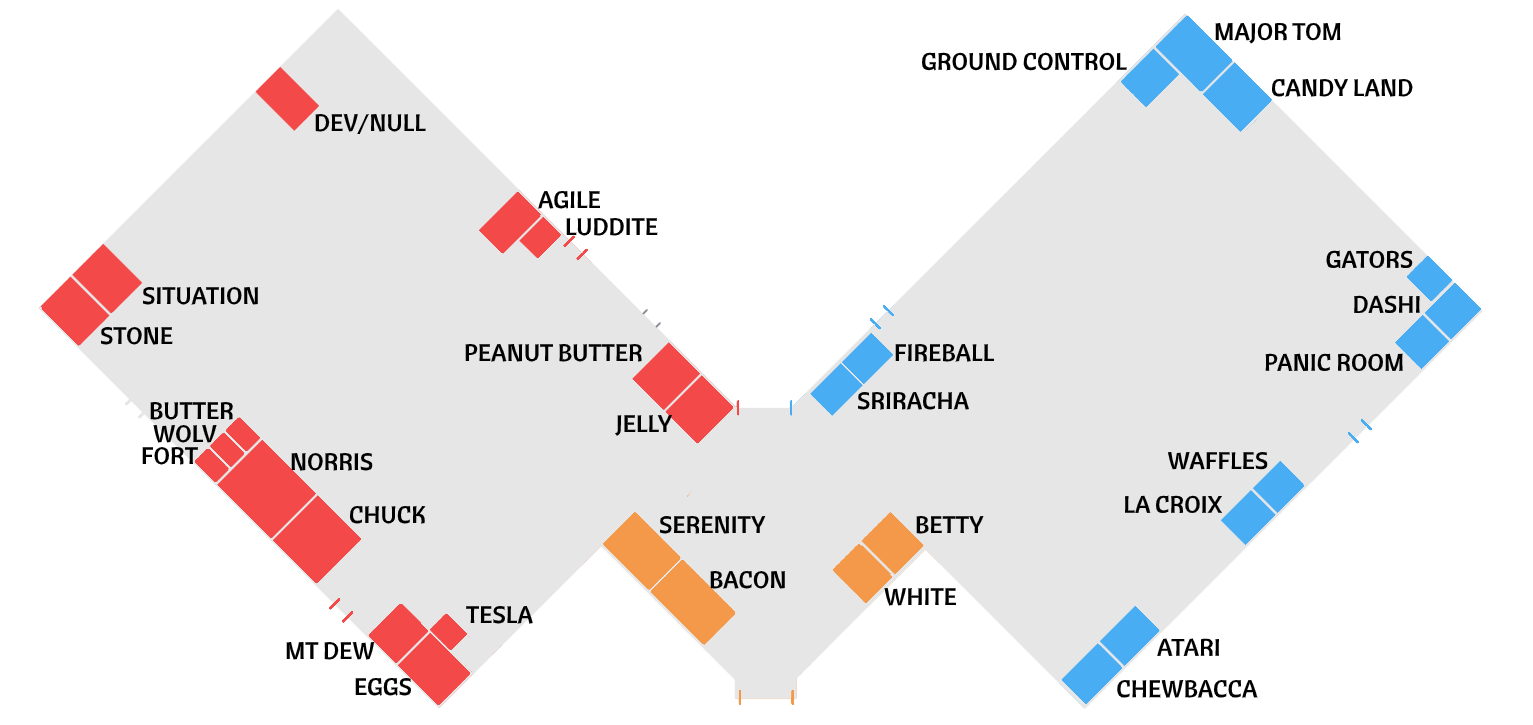 MAJOR TOM
GROUND CONTROL
CANDY LAND
DEV/NULL
AGILE
LUDDITE
GATORS
SITUATION
DASHI
STONE
PEANUT BUTTER
FIREBALL
PANIC ROOM
SRIRACHA
BUTTER
JELLY
WOLV
FORT
NORRIS
WAFFLES
LA CROIX
CHUCK
SERENITY
BETTY
BACON
WHITE
TESLA
MT DEW
ATARI
EGGS
CHEWBACCA